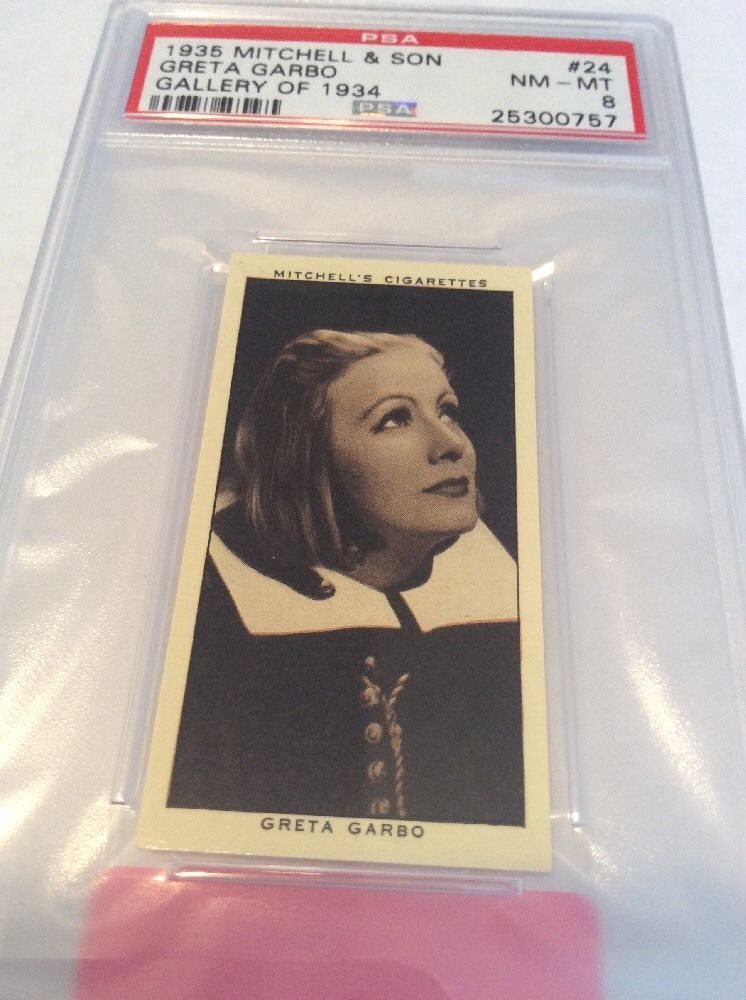 PSA
1935 MITCHELL & SON #24
GRETA GARBO NM - MT
GALLERY OF 1934 8
PSA 25300757
MITCHELL'S CIGARETTES
GRETA GARBO